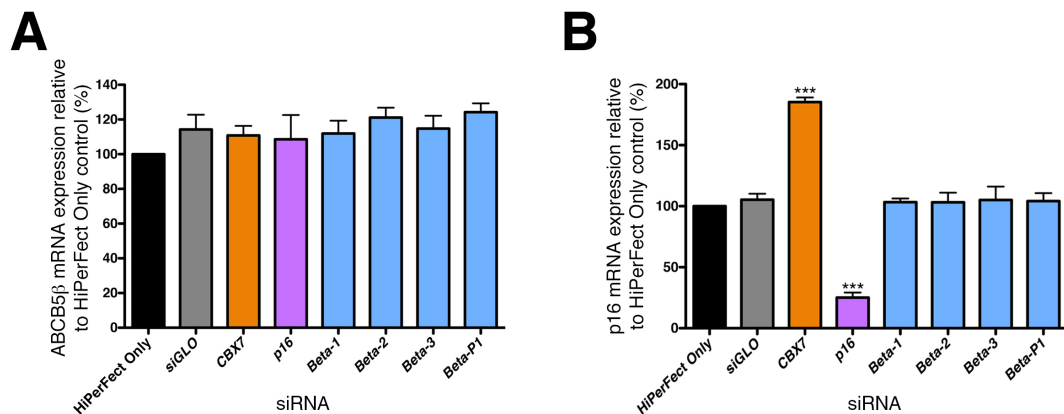 A
ABCB5β mRNA expression relative
to HiPerFect Only control (%)
140
120
100
80
60
40
20
0
HiPerFect Only
siGLO
CBX7
p16
Beta-1
Beta-2
Beta-3
Beta-P1
siRNA
B
p16 mRNA expression relative
to HiPerFect Only control (%)
200
150
100
50
0
***
***
HiPerFect Only
siGLO
CBX7
p16
Beta-1
Beta-2
Beta-3
Beta-P1
siRNA